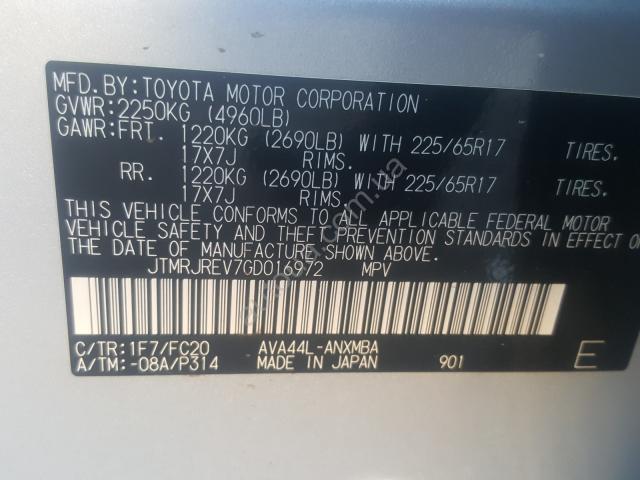 MFD.BY:TOYOTA MOTOR CORPORATION
GVWR:2250KG (4960LB)
GAWR:FRT. 1220KG (2690LB) WITH 225/65R17 TIRES.
17X7J RIMS.
RR. 1220KG (2690LB) WITH 225/65R17 TIRES.
17X7J RIMS.
THIS VEHICLE CONFORMS TO ALL APPLICABLE FEDERAL MOTOR
VEHICLE SAFETY AND THEFT PREVENTION STANDARDS IN EFFECT
THE DATE OF MANUFACTURE SHOWN ABOVE.
JTMRJREV7GD016972 MPV
C/TR:1F7/FC20 AVA44L-ANXMBA
A/TM:-08A/P314 MADE IN JAPAN 901 E